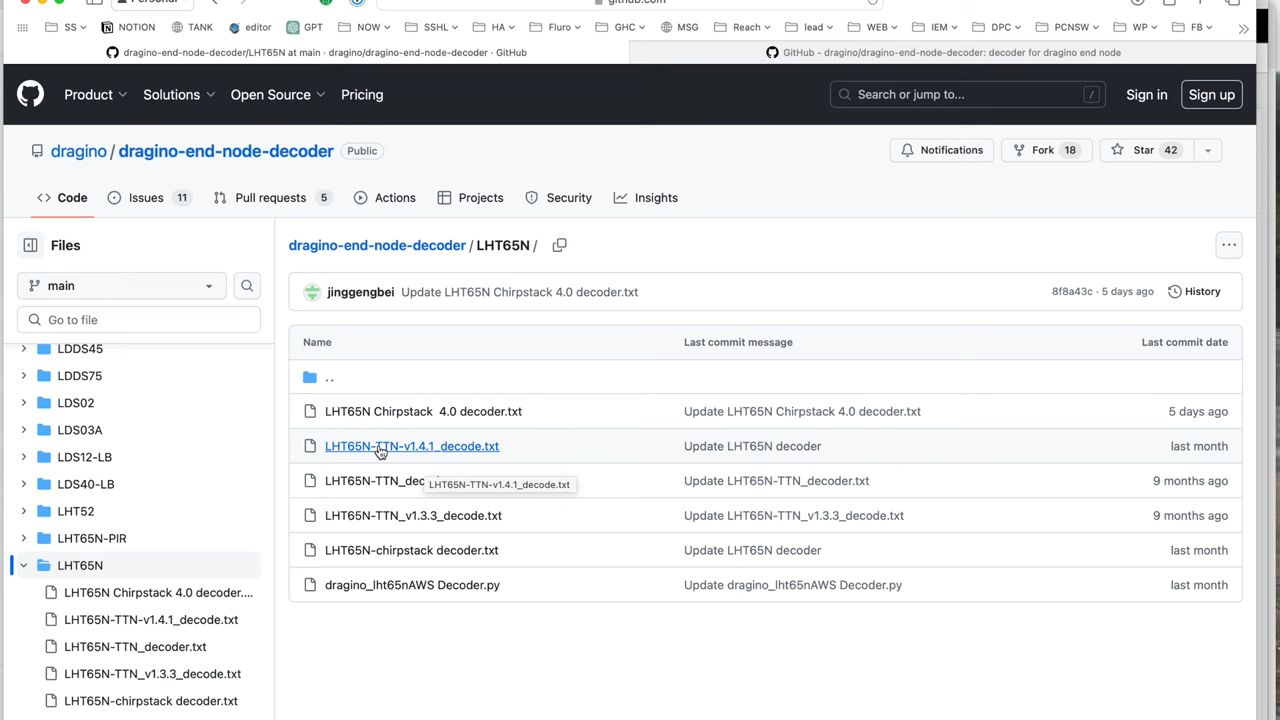 Personal
github.com
SS
NOTION
TANK
editor
GPT
NOW
SSHL
HA
Fluro
GHC
MSG
Reach
lead
WEB
IEM
DPC
PCNSW
WP
FB
dragino-end-node-decoder/LHT65N at main · dragino/dragino-end-node-decoder · GitHub
GitHub - dragino/dragino-end-node-decoder: decoder for dragino end node
Product
Solutions
Open Source
Pricing
Search or jump to...
/
Sign in
Sign up
dragino / dragino-end-node-decoder
Public
Notifications
Fork 18
Star 42
Code
Issues 11
Pull requests 5
Actions
Projects
Security
Insights
Files
main
Go to file
LDDS45
LDDS75
LDS02
LDS03A
LDS12-LB
LDS40-LB
LHT52
LHT65N-PIR
LHT65N
LHT65N Chirpstack 4.0 decoder....
LHT65N-TTN-v1.4.1_decode.txt
LHT65N-TTN_decoder.txt
LHT65N-TTN_v1.3.3_decode.txt
LHT65N-chirpstack decoder.txt
dragino-end-node-decoder / LHT65N /
jinggengbei Update LHT65N Chirpstack 4.0 decoder.txt
8f8a43c · 5 days ago
History
Name Last commit message Last commit date
..
LHT65N Chirpstack 4.0 decoder.txt Update LHT65N Chirpstack 4.0 decoder.txt 5 days ago
LHT65N-TTN-v1.4.1_decode.txt Update LHT65N decoder last month
LHT65N-TTN_dec Update LHT65N-TTN_decoder.txt 9 months ago
LHT65N-TTN-v1.4.1_decode.txt
LHT65N-TTN_v1.3.3_decode.txt Update LHT65N-TTN_v1.3.3_decode.txt 9 months ago
LHT65N-chirpstack decoder.txt Update LHT65N decoder last month
dragino_lht65nAWS Decoder.py Update dragino_lht65nAWS Decoder.py last month